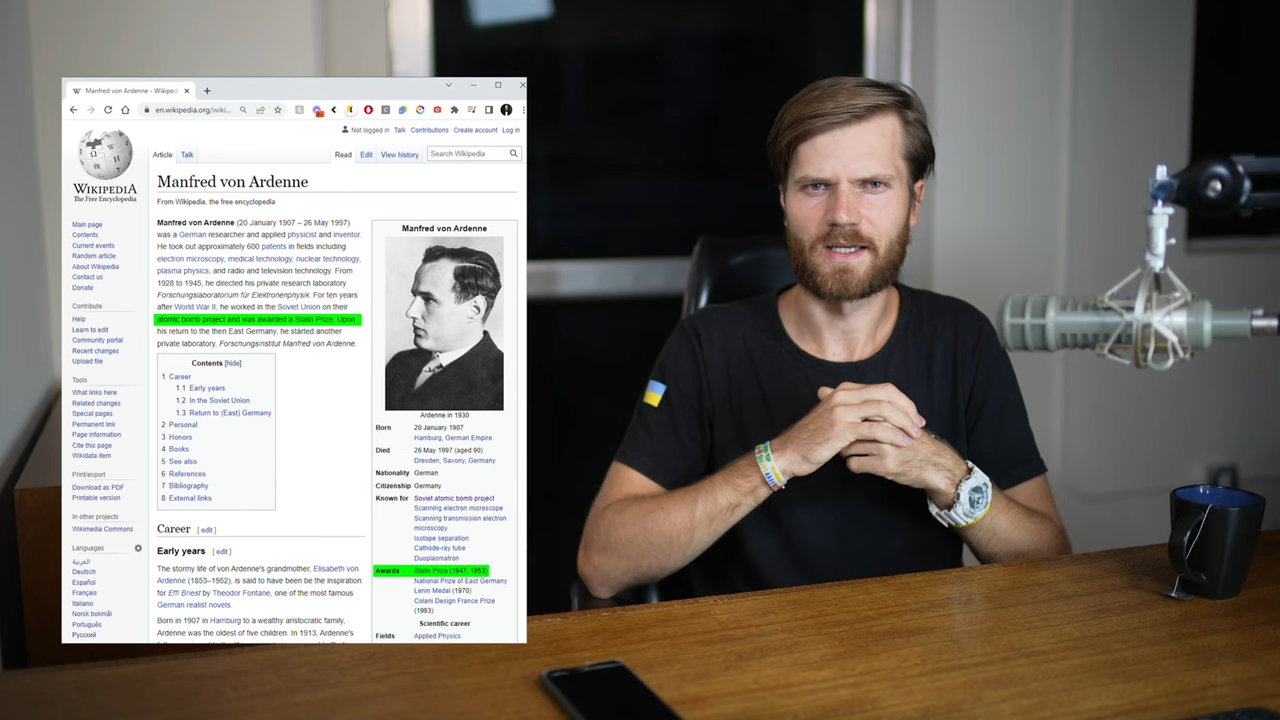 Manfred von Ardenne - Wikiped
en.wikipedia.org/wiki...
Not logged in Talk Contributions Create account Log in
Article Talk
Read Edit View history
Search Wikipedia
WIKIPEDIA
The Free Encyclopedia
Main page
Contents
Current events
Random article
About Wikipedia
Contact us
Donate
Contribute
Help
Learn to edit
Community portal
Recent changes
Upload file
Tools
What links here
Related changes
Special pages
Permanent link
Page information
Cite this page
Wikidata item
Print/export
Download as PDF
Printable version
In other projects
Wikimedia Commons
Languages
العربية
Deutsch
Español
Français
Italiano
Norsk bokmål
Português
Русский
Manfred von Ardenne
From Wikipedia, the free encyclopedia
Manfred von Ardenne (20 January 1907 – 26 May 1997)
was a German researcher and applied physicist and inventor.
He took out approximately 600 patents in fields including
electron microscopy, medical technology, nuclear technology,
plasma physics, and radio and television technology. From
1928 to 1945, he directed his private research laboratory
Forschungslaboratorium für Elektronenphysik. For ten years
after World War II, he worked in the Soviet Union on their
atomic bomb project and was awarded a Stalin Prize. Upon
his return to the then East Germany, he started another
private laboratory, Forschungsinstitut Manfred von Ardenne.
Contents [hide]
1 Career
1.1 Early years
1.2 In the Soviet Union
1.3 Return to (East) Germany
2 Personal
3 Honors
4 Books
5 See also
6 References
7 Bibliography
8 External links
Career [ edit ]
Early years [ edit ]
The stormy life of von Ardenne's grandmother, Elisabeth von
Ardenne (1853–1952), is said to have been the inspiration
for Effi Briest by Theodor Fontane, one of the most famous
German realist novels.
Born in 1907 in Hamburg to a wealthy aristocratic family,
Ardenne was the oldest of five children. In 1913, Ardenne's
Manfred von Ardenne
Ardenne in 1930
Born 20 January 1907
Hamburg, German Empire
Died 26 May 1997 (aged 90)
Dresden, Saxony, Germany
Nationality German
Citizenship Germany
Known for Soviet atomic bomb project
Scanning electron microscope
Scanning transmission electron
microscopy
Isotope separation
Cathode-ray tube
Duoplasmatron
Awards Stalin Prize (1947, 1953)
National Prize of East Germany
Lenin Medal (1970)
Colani Design France Prize
(1993)
Scientific career
Fields Applied Physics